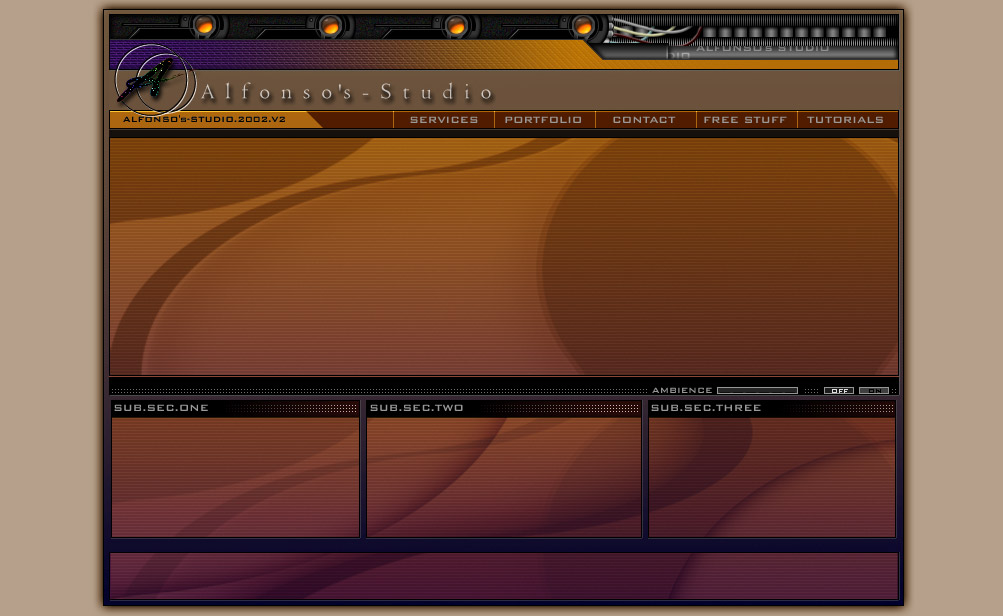 ALFONSO's STUDIO
A
Alfonso's-Studio
ALFONSO's-STUDIO.2002.V2
SERVICES PORTFOLIO CONTACT FREE STUFF TUTORIALS
AMBIENCE OFF ON
SUB.SEC.ONE SUB.SEC.TWO SUB.SEC.THREE